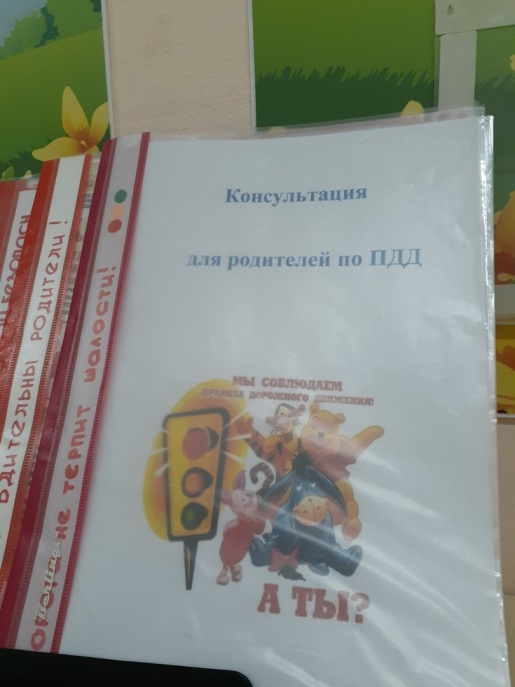 Консультация
для родителей по ПДД
МЫ СОБЛЮДАЕМ
ПРАВИЛА ДОРОЖНОГО ДВИЖЕНИЯ!
А ТЫ?
не терпит шалости!
родители!